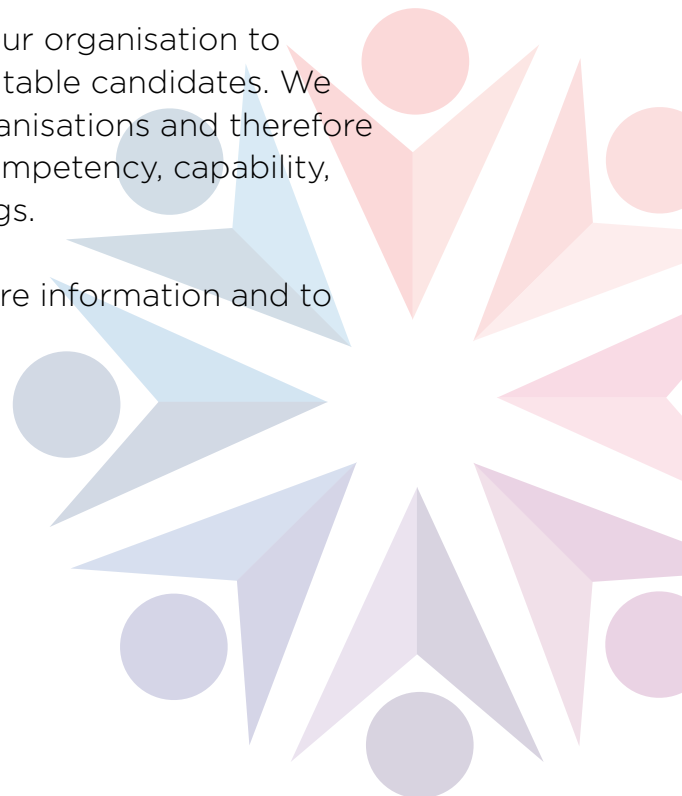 ur organisation to
table candidates. We
anisations and therefore
mpetency, capability,
gs.
re information and to